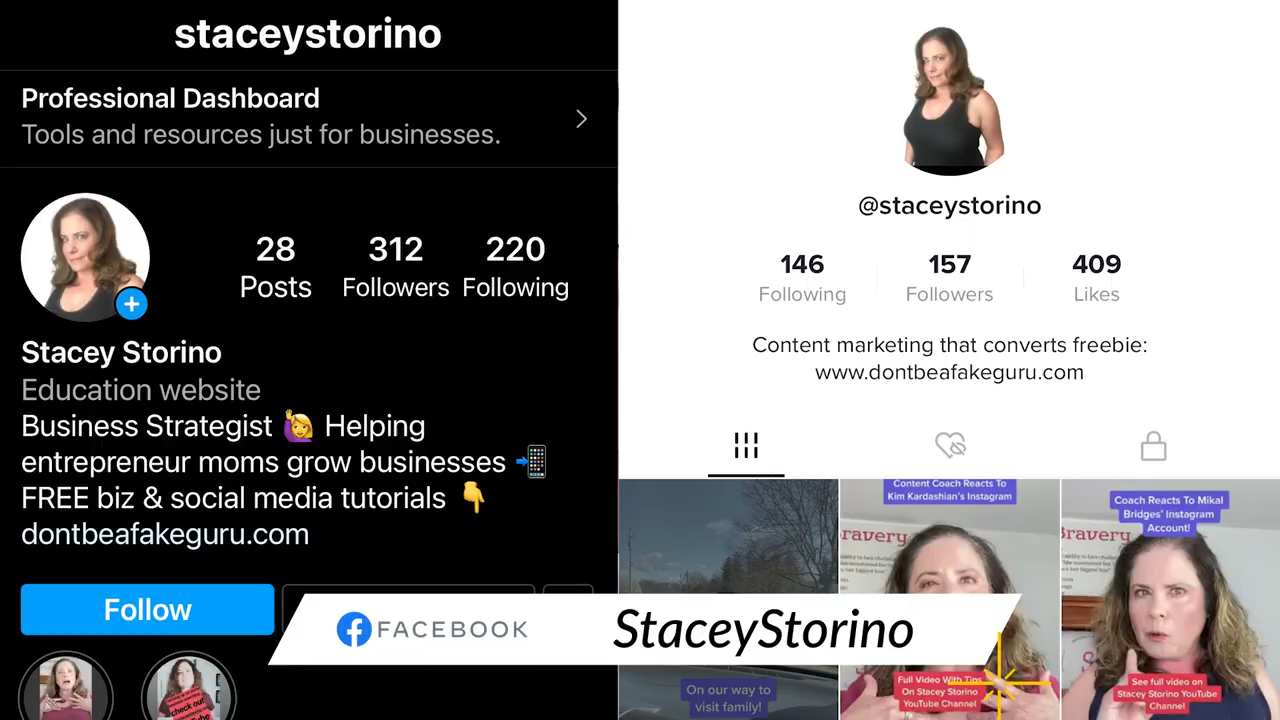 staceystorino
Professional Dashboard
Tools and resources just for businesses.
28
Posts
312
Followers
220
Following
Stacey Storino
Education website
Business Strategist 🙋‍♀️ Helping
entrepreneur moms grow businesses 📲
FREE biz & social media tutorials 👇
dontbeafakeguru.com
Follow
check out
@staceystorino
146
Following
157
Followers
409
Likes
Content marketing that converts freebie:
www.dontbeafakeguru.com
On our way to
visit family!
Content Coach Reacts To
Kim Kardashian's Instagram
Bravery
Full Video With Tips
On Stacey Storino
YouTube Channel
Coach Reacts To Mikal
Bridges' Instagram
Account!
Bravery
See full video on
Stacey Storino YouTube
Channel
FACEBOOK
StaceyStorino